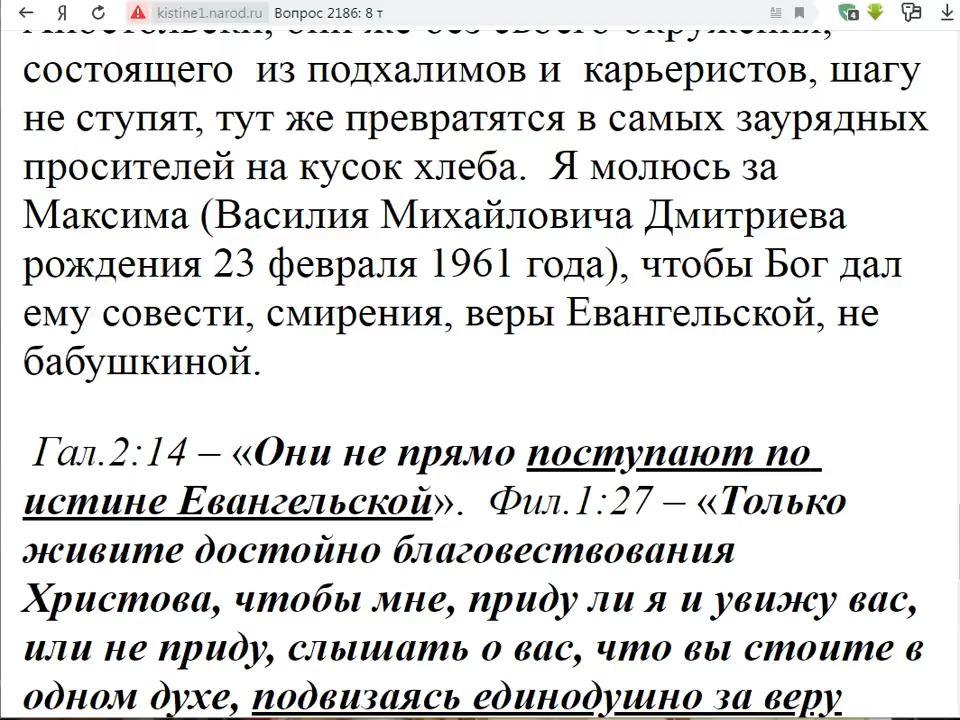 kistine1.narod.ru Вопрос 2186: 8 т
состоящего из подхалимов и карьеристов, шагу
не ступят, тут же превратятся в самых заурядных
просителей на кусок хлеба. Я молюсь за
Максима (Василия Михайловича Дмитриева
рождения 23 февраля 1961 года), чтобы Бог дал
ему совести, смирения, веры Евангельской, не
бабушкиной.
Гал.2:14 – «Они не прямо поступают по
истине Евангельской». Фил.1:27 – «Только
живите достойно благовествования
Христова, чтобы мне, приду ли я и увижу вас,
или не приду, слышать о вас, что вы стоите в
одном духе, подвизаясь единодушно за веру